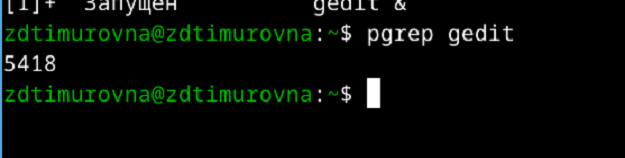 [1]+  Запущен          gedit &
zdtimurovna@zdtimurovna:~$ pgrep gedit
5418
zdtimurovna@zdtimurovna:~$